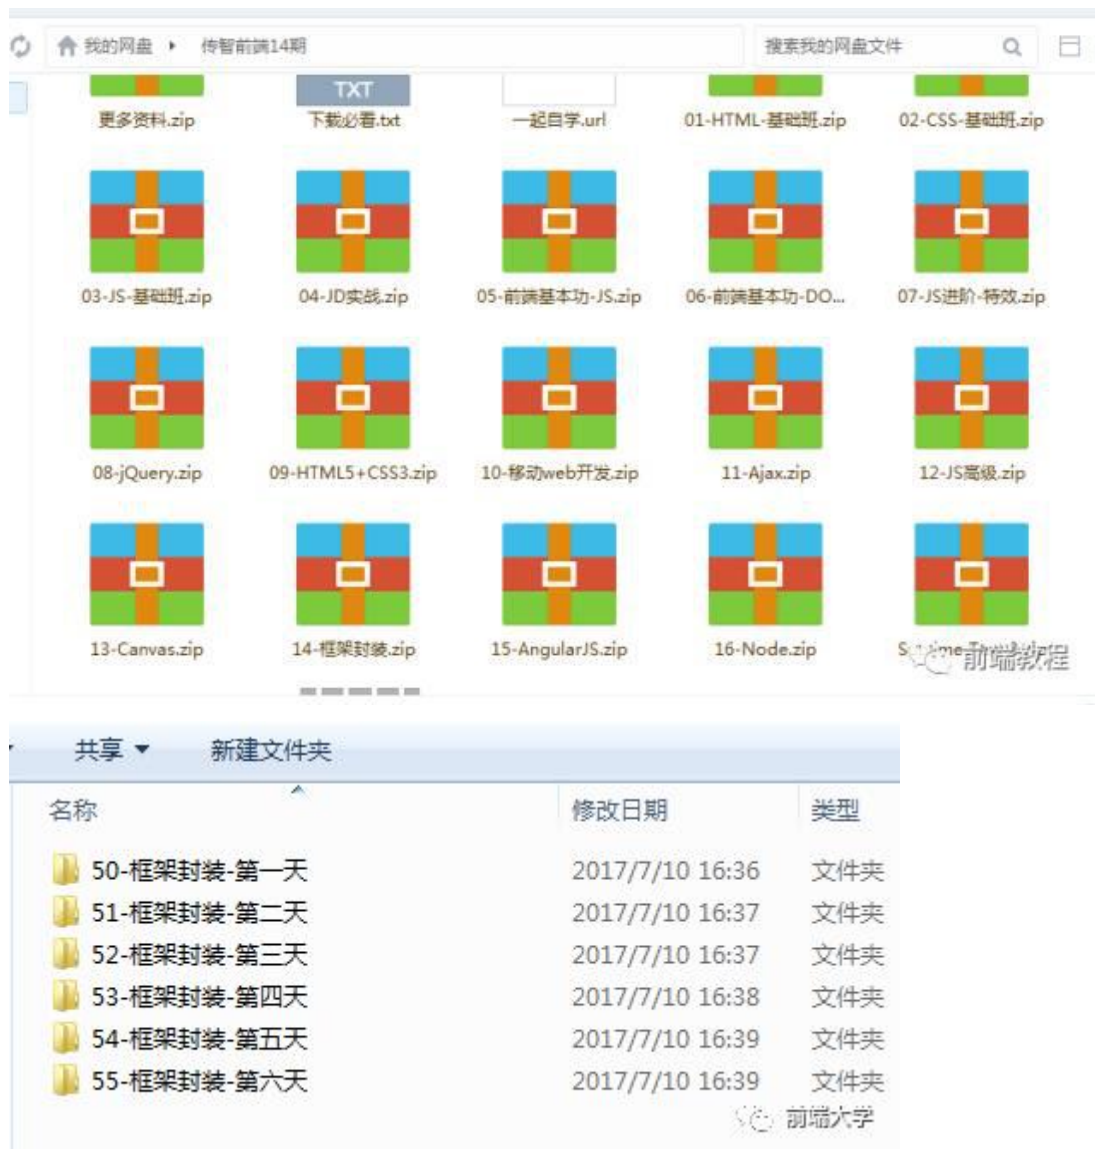 我的网盘 传智前端14期 搜索我的网盘文件
TXT
更多资料.zip 下载必看.txt 一起自学.url 01-HTML-基础班.zip 02-CSS-基础班.zip
03-JS-基础班.zip 04-JD实战.zip 05-前端基本功-JS.zip 06-前端基本功-DO... 07-JS进阶-特效.zip
08-jQuery.zip 09-HTML5+CSS3.zip 10-移动web开发.zip 11-Ajax.zip 12-JS高级.zip
13-Canvas.zip 14-框架封装.zip 15-AngularJS.zip 16-Node.zip
前端教程
共享 新建文件夹
名称 修改日期 类型
50-框架封装-第一天 2017/7/10 16:36 文件夹
51-框架封装-第二天 2017/7/10 16:37 文件夹
52-框架封装-第三天 2017/7/10 16:37 文件夹
53-框架封装-第四天 2017/7/10 16:38 文件夹
54-框架封装-第五天 2017/7/10 16:39 文件夹
55-框架封装-第六天 2017/7/10 16:39 文件夹
前端大学